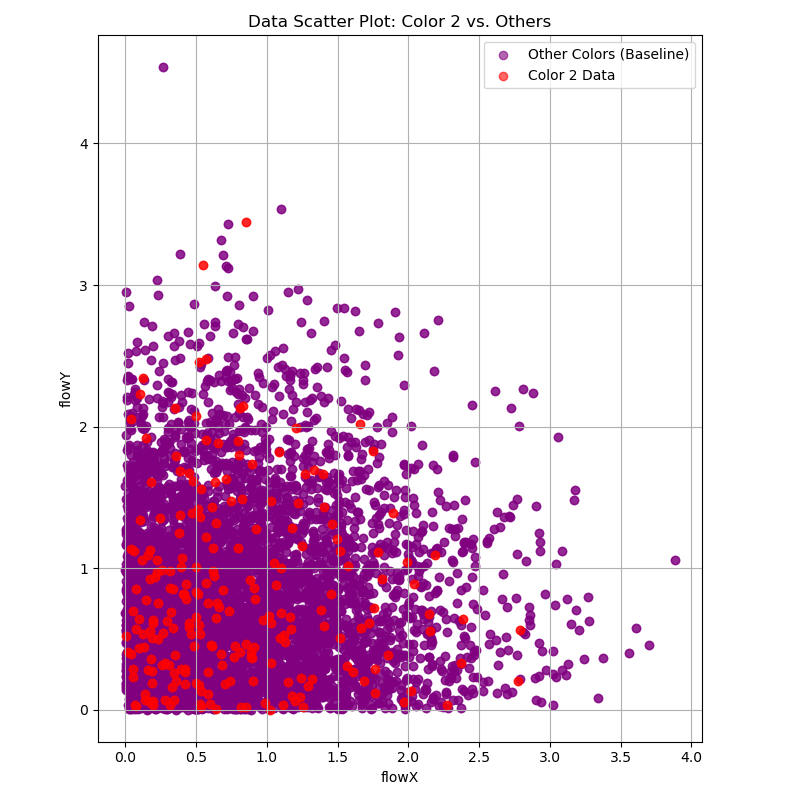 Data Scatter Plot: Color 2 vs. Others
Other Colors (Baseline)
Color 2 Data
4
3
2
1
0
flowY
0.0 0.5 1.0 1.5 2.0 2.5 3.0 3.5 4.0
flowX